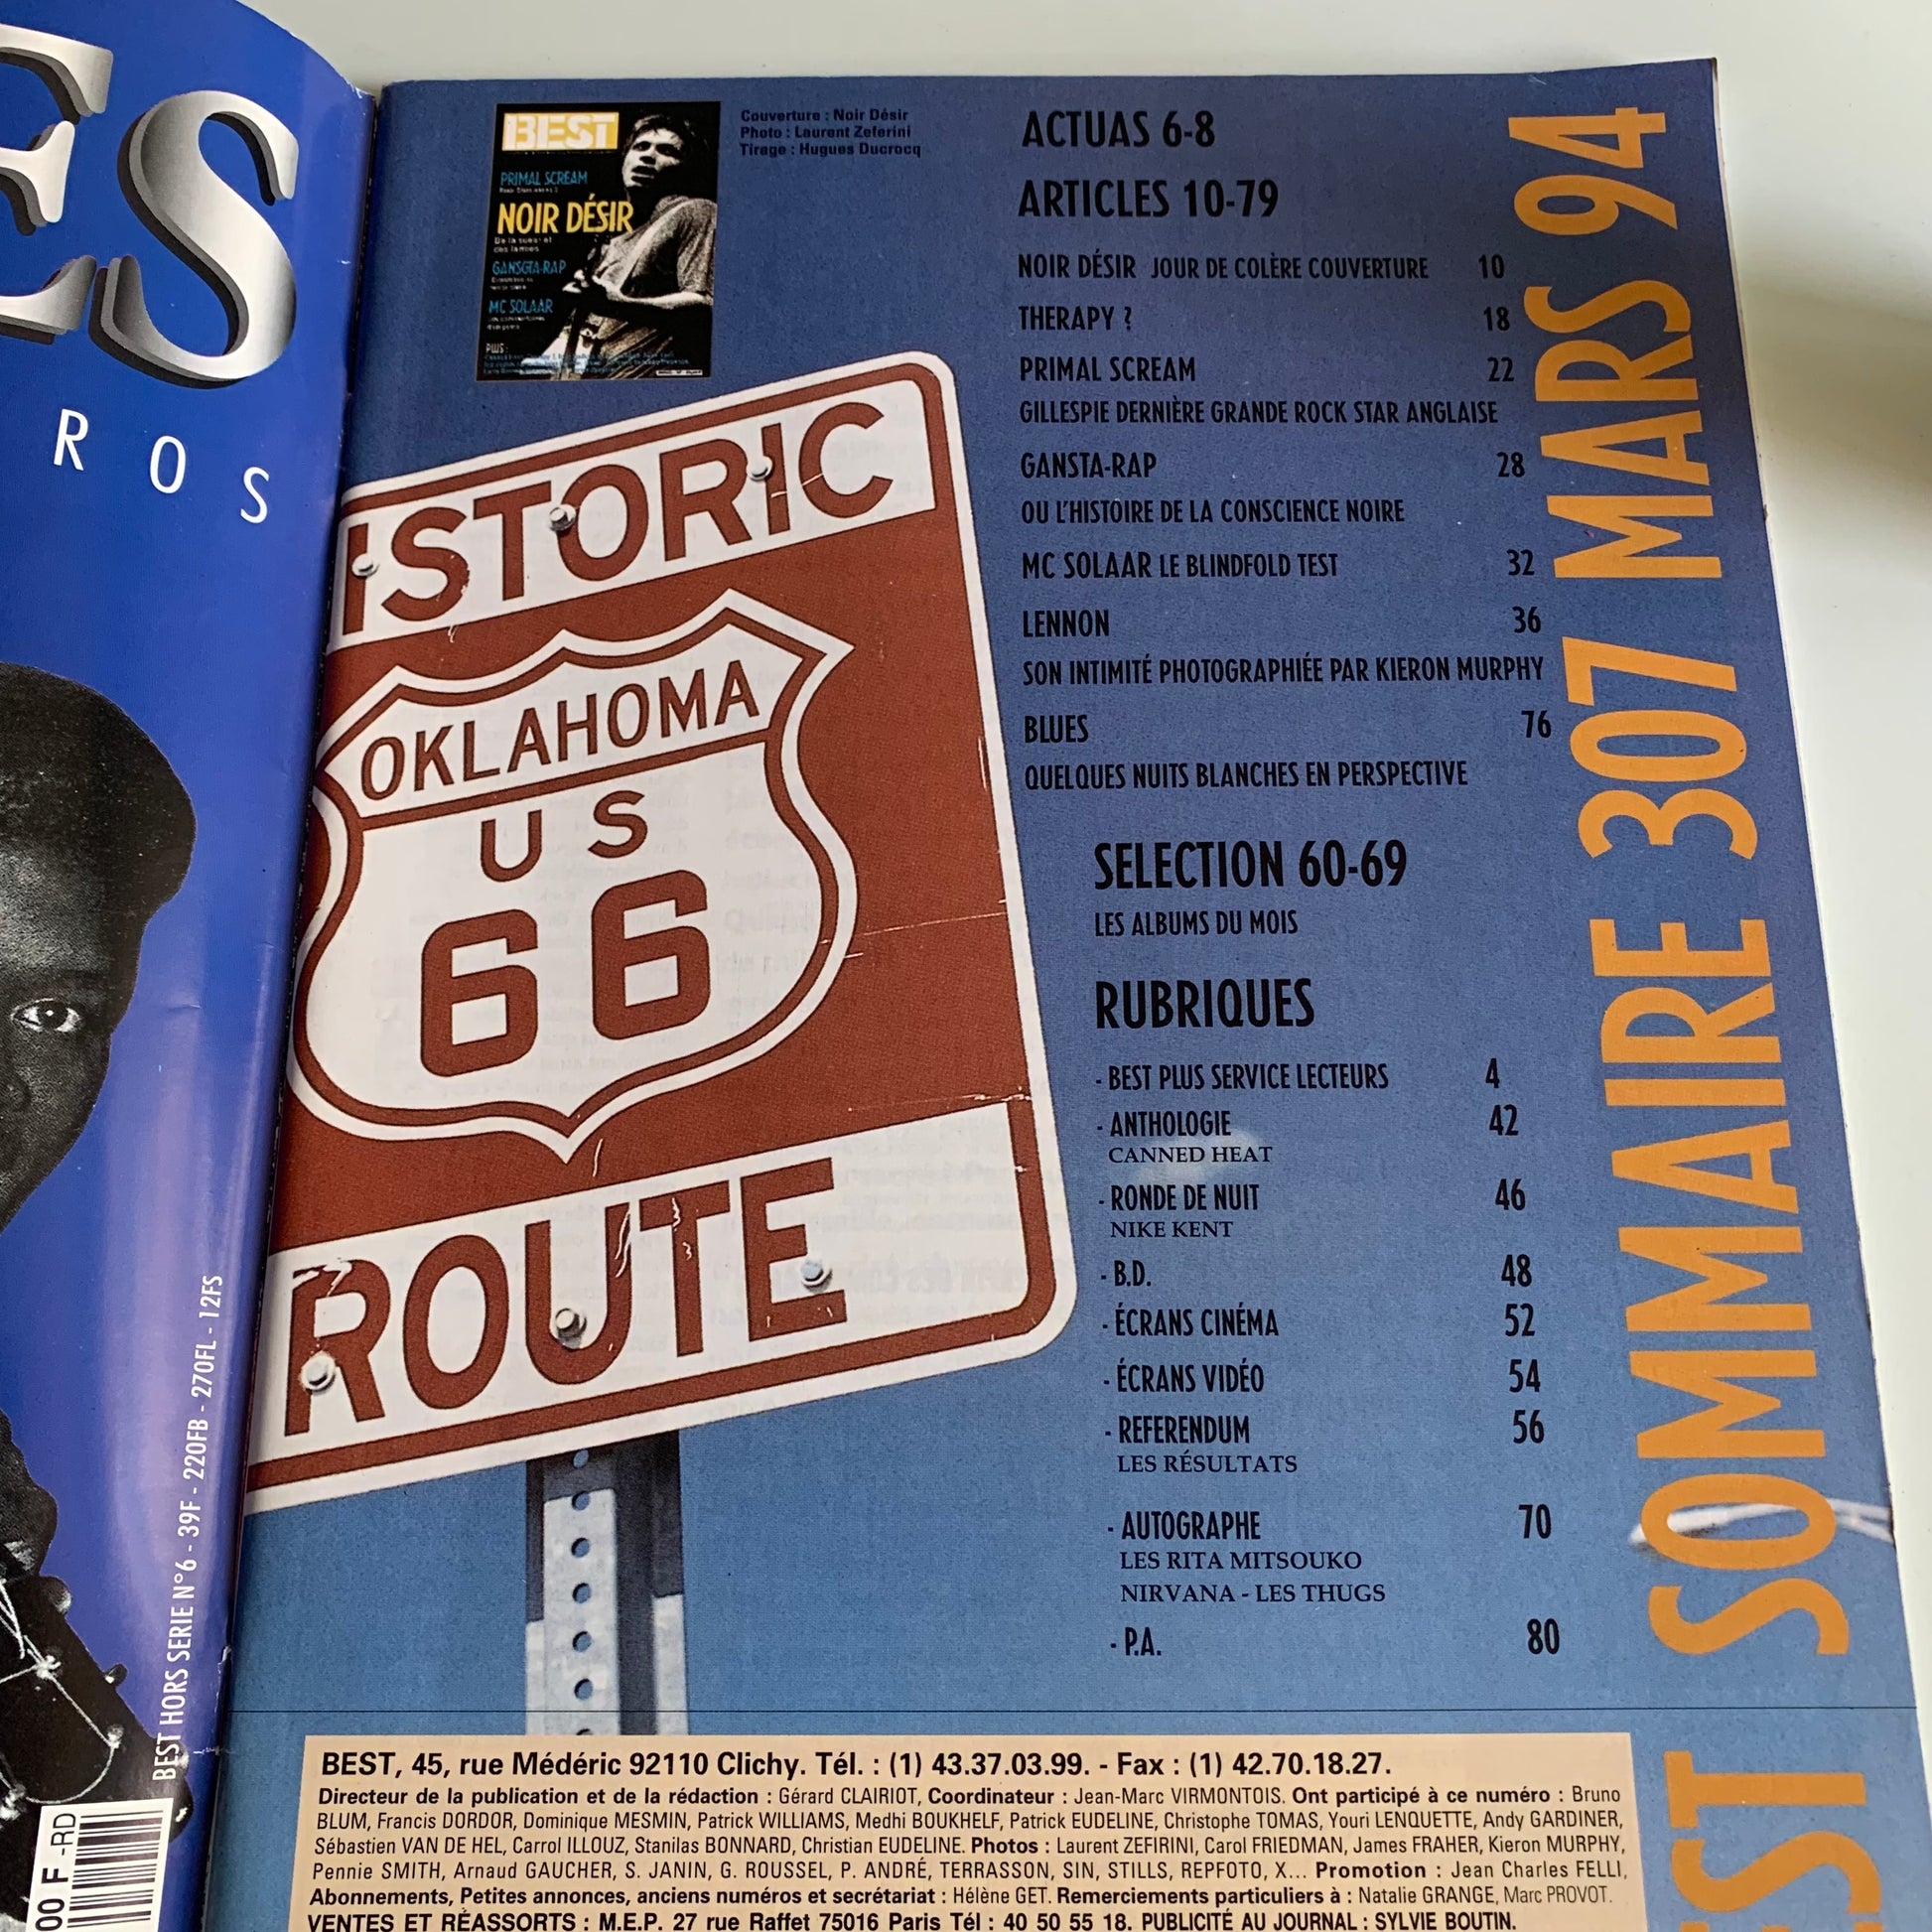 ES
ROS
BEST HORS SERIE N°6 - 39F - 220FB - 270FL - 12FS
00 F -RD
BEST
PRIMAL SCREAM
NOIR DÉSIR
De la sueur et
des larmes
GANSGTA-RAP
MC SOLAAR
PLUS :
Couverture : Noir Désir
Photo : Laurent Zeferini
Tirage : Hugues Ducrocq
ISTORIC
OKLAHOMA
U S
66
ROUTE
ACTUAS 6-8
ARTICLES 10-79
NOIR DÉSIR JOUR DE COLÈRE COUVERTURE 10
THERAPY ? 18
PRIMAL SCREAM 22
GILLESPIE DERNIÈRE GRANDE ROCK STAR ANGLAISE
GANSTA-RAP 28
OU L'HISTOIRE DE LA CONSCIENCE NOIRE
MC SOLAAR LE BLINDFOLD TEST 32
LENNON 36
SON INTIMITÉ PHOTOGRAPHIÉE PAR KIERON MURPHY
BLUES 76
QUELQUES NUITS BLANCHES EN PERSPECTIVE
SELECTION 60-69
LES ALBUMS DU MOIS
RUBRIQUES
- BEST PLUS SERVICE LECTEURS 4
- ANTHOLOGIE 42
CANNED HEAT
- RONDE DE NUIT 46
NIKE KENT
- B.D. 48
- ÉCRANS CINÉMA 52
- ÉCRANS VIDÉO 54
- REFERENDUM 56
LES RÉSULTATS
- AUTOGRAPHE 70
LES RITA MITSOUKO
NIRVANA - LES THUGS
- P.A. 80
EST SOMMAIRE 307 MARS 94
BEST, 45, rue Médéric 92110 Clichy. Tél. : (1) 43.37.03.99. - Fax : (1) 42.70.18.27.
Directeur de la publication et de la rédaction : Gérard CLAIRIOT, Coordinateur : Jean-Marc VIRMONTOIS. Ont participé à ce numéro : Bruno
BLUM, Francis DORDOR, Dominique MESMIN, Patrick WILLIAMS, Medhi BOUKHELF, Patrick EUDELINE, Christophe TOMAS, Youri LENQUETTE, Andy GARDINER,
Sébastien VAN DE HEL, Carrol ILLOUZ, Stanilas BONNARD, Christian EUDELINE. Photos : Laurent ZEFIRINI, Carol FRIEDMAN, James FRAHER, Kieron MURPHY,
Pennie SMITH, Arnaud GAUCHER, S. JANIN, G. ROUSSEL, P. ANDRÉ, TERRASSON, SIN, STILLS, REPFOTO, X... Promotion : Jean Charles FELLI,
Abonnements, Petites annonces, anciens numéros et secrétariat : Hélène GET. Remerciements particuliers à : Natalie GRANGE, Marc PROVOT.
VENTES ET RÉASSORTS : M.E.P. 27 rue Raffet 75016 Paris Tél : 40 50 55 18. PUBLICITÉ AU JOURNAL : SYLVIE BOUTIN.